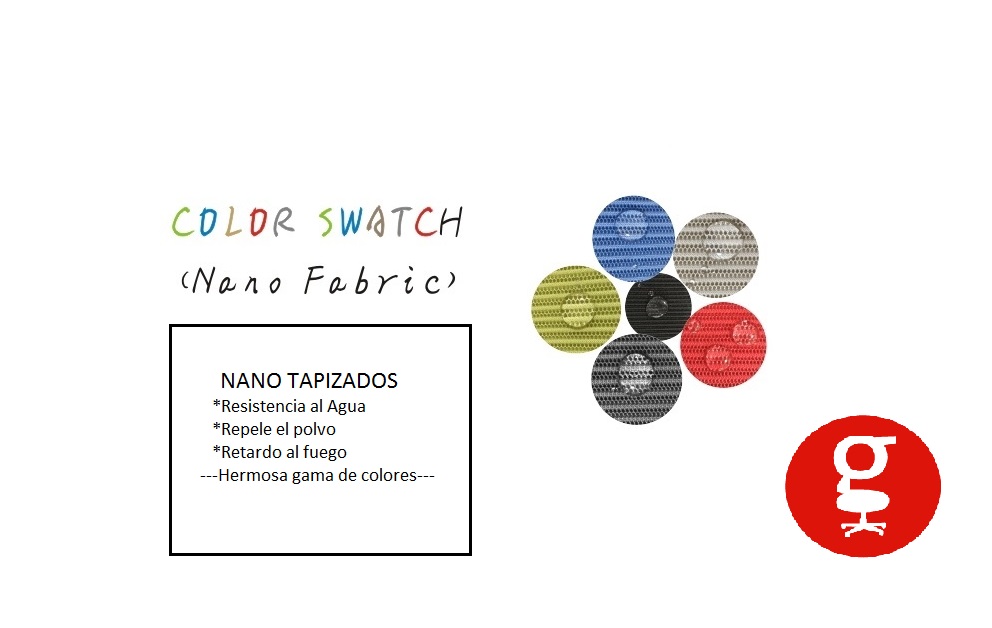 COLOR SWATCH
(Nano Fabric)
NANO TAPIZADOS
*Resistencia al Agua
*Repele el polvo
*Retardo al fuego
---Hermosa gama de colores---
g